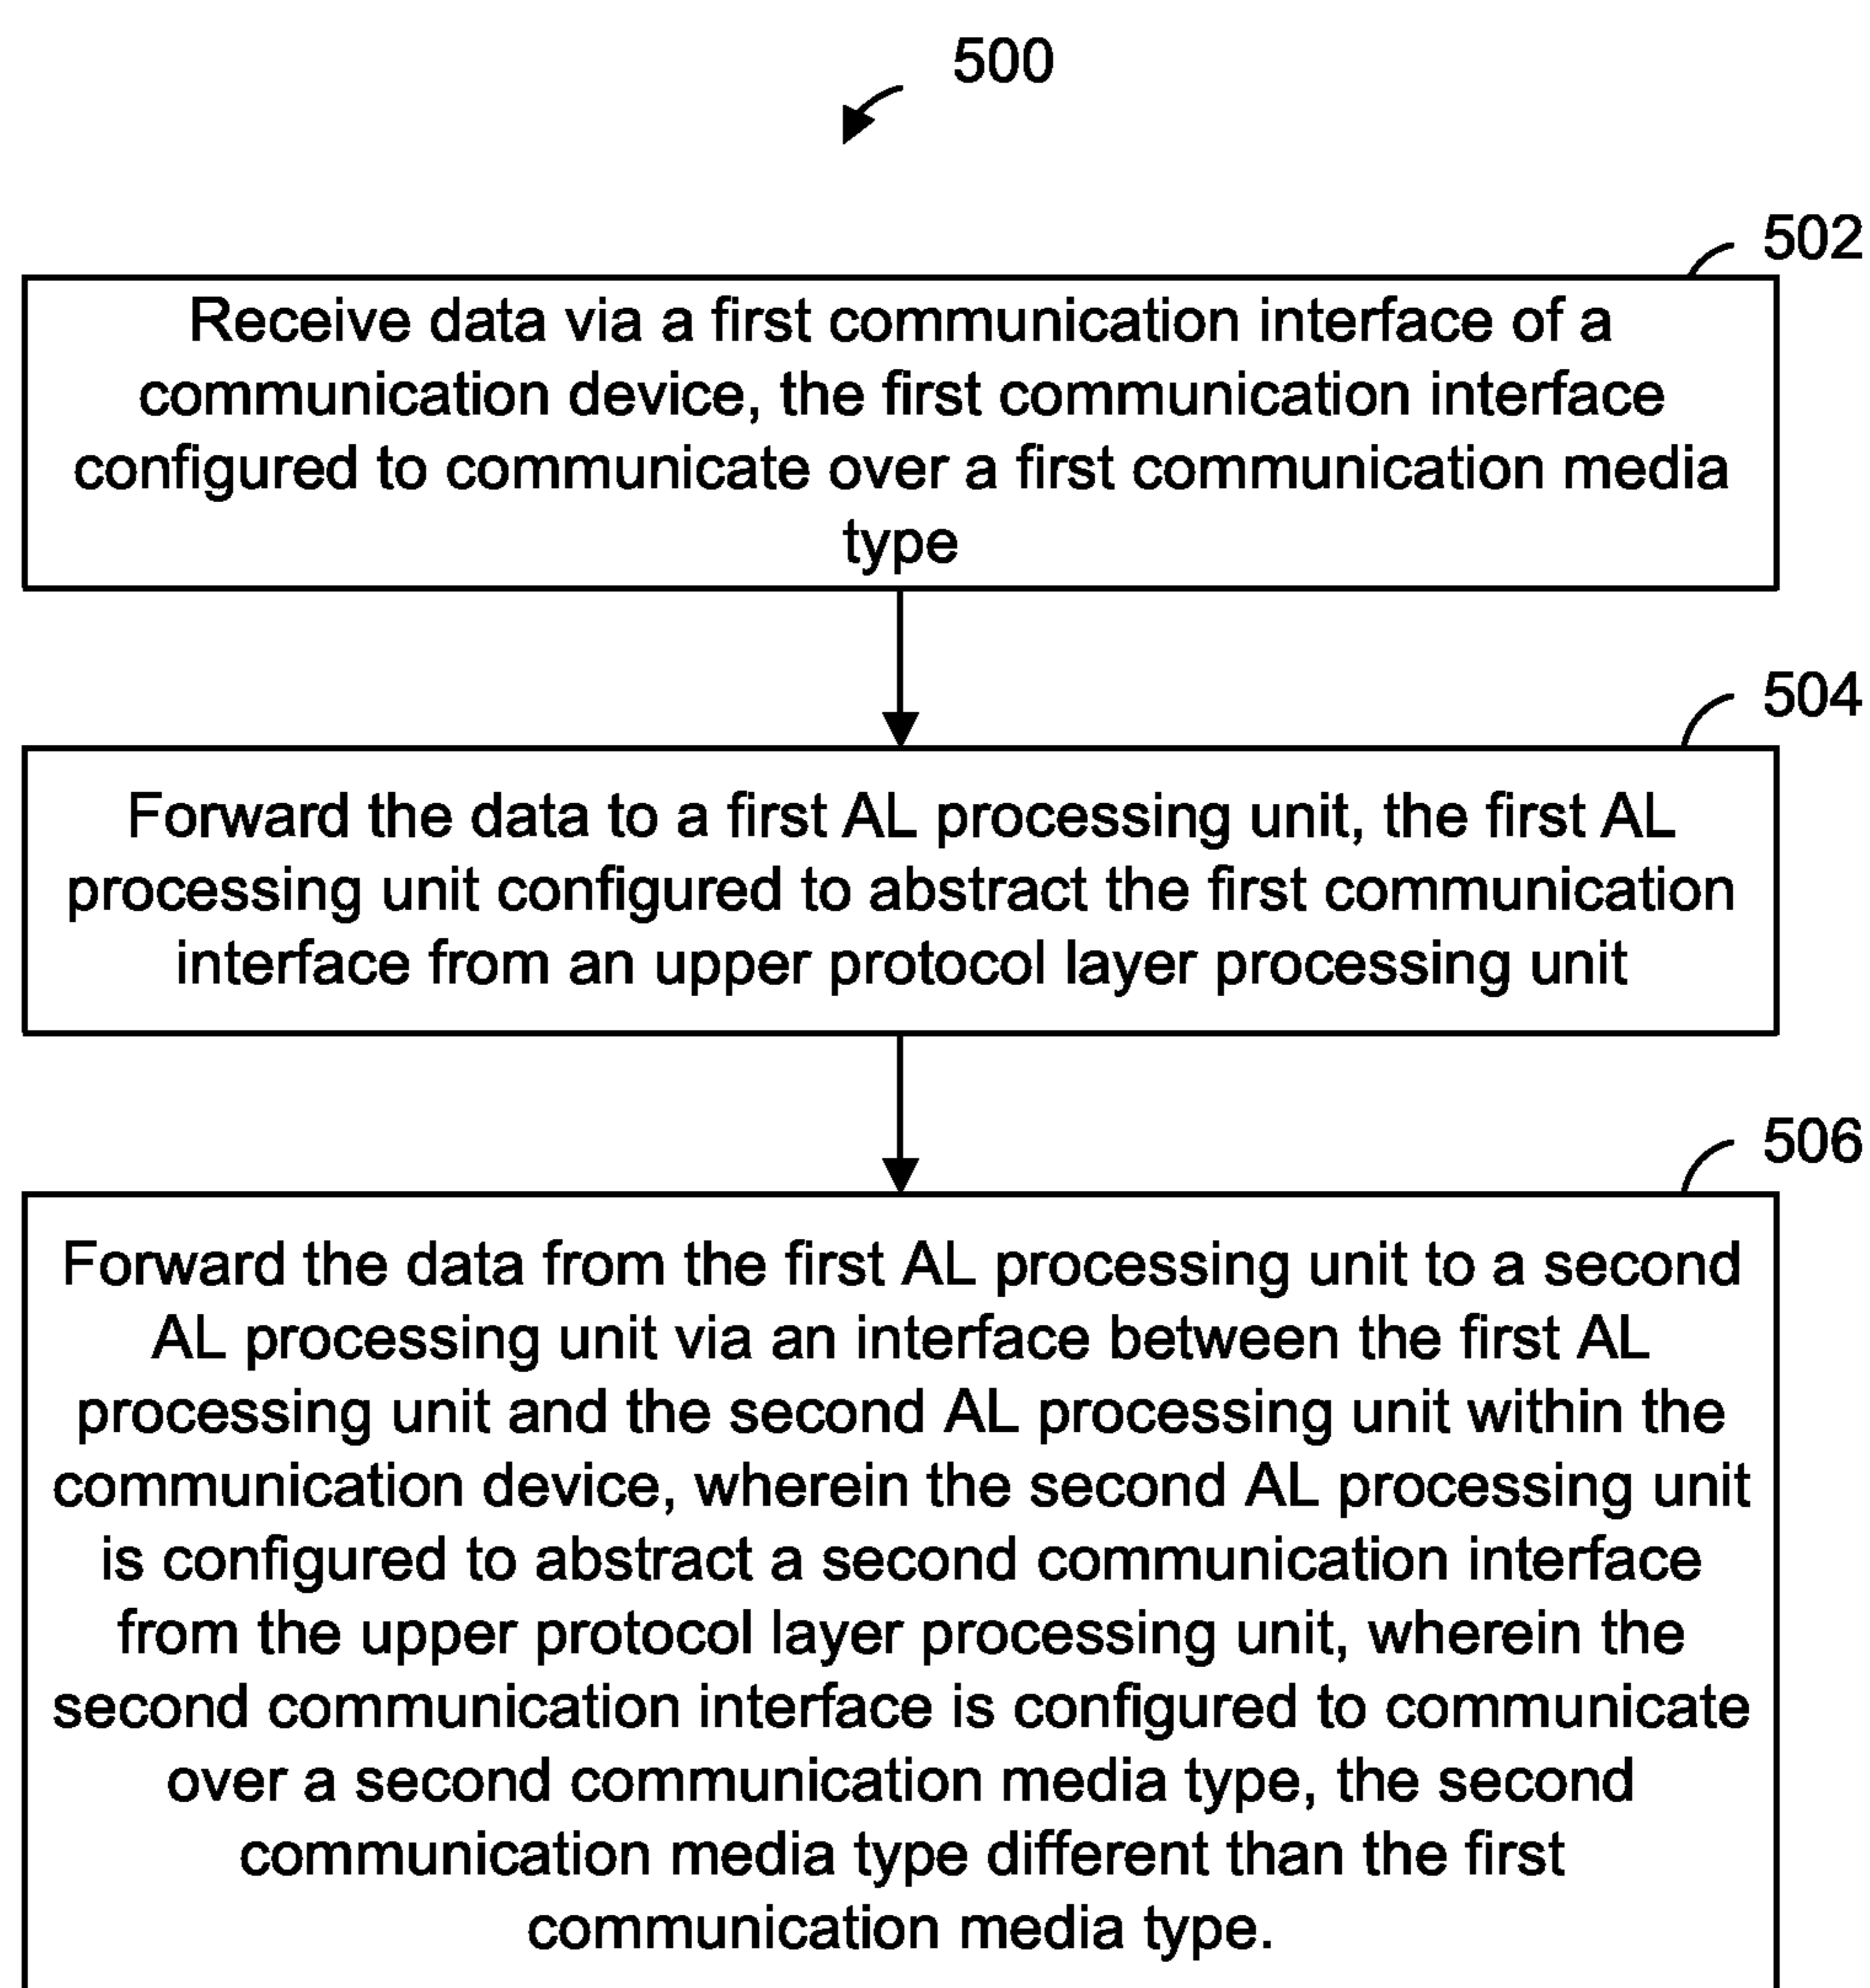 500
502
Receive data via a first communication interface of a
communication device, the first communication interface
configured to communicate over a first communication media
type
504
Forward the data to a first AL processing unit, the first AL
processing unit configured to abstract the first communication
interface from an upper protocol layer processing unit
506
Forward the data from the first AL processing unit to a second
AL processing unit via an interface between the first AL
processing unit and the second AL processing unit within the
communication device, wherein the second AL processing unit
is configured to abstract a second communication interface
from the upper protocol layer processing unit, wherein the
second communication interface is configured to communicate
over a second communication media type, the second
communication media type different than the first
communication media type.